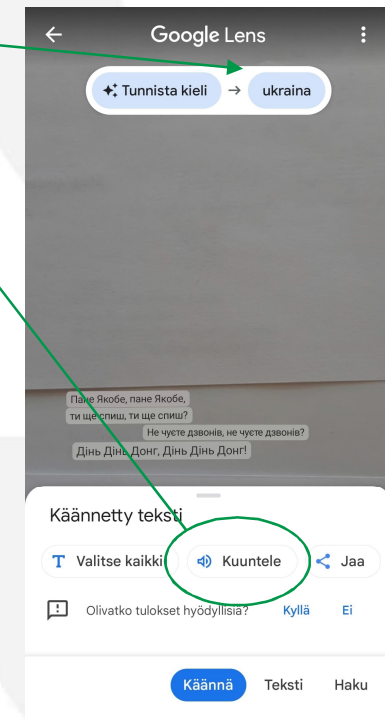 Google Lens
Tunnista kieli → ukraina
Пане Якобе, пане Якобе,
ти ще спиш, ти ще спиш?
Не чуєте дзвонів, не чуєте дзвонів?
Дінь Дінь Донг, Дінь Дінь Донг!
Käännetty teksti
Valitse kaikki Kuuntele Jaa
Olivatko tulokset hyödyllisiä? Kyllä Ei
Käännä Teksti Haku